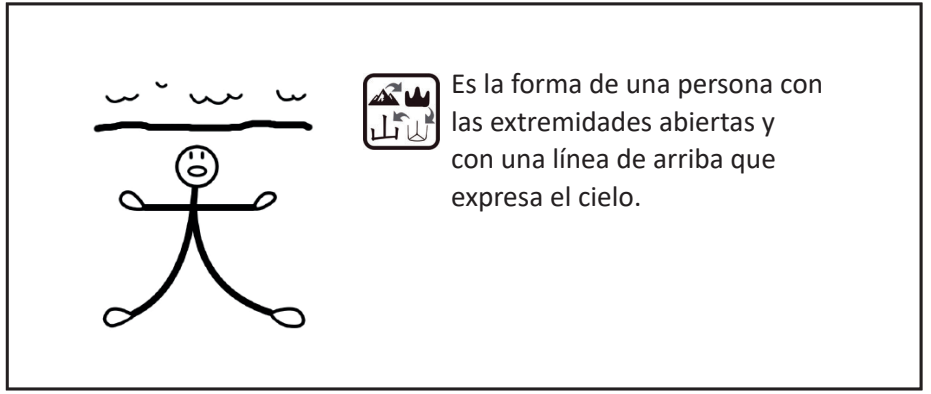 Es la forma de una persona con
las extremidades abiertas y
con una línea de arriba que
expresa el cielo.